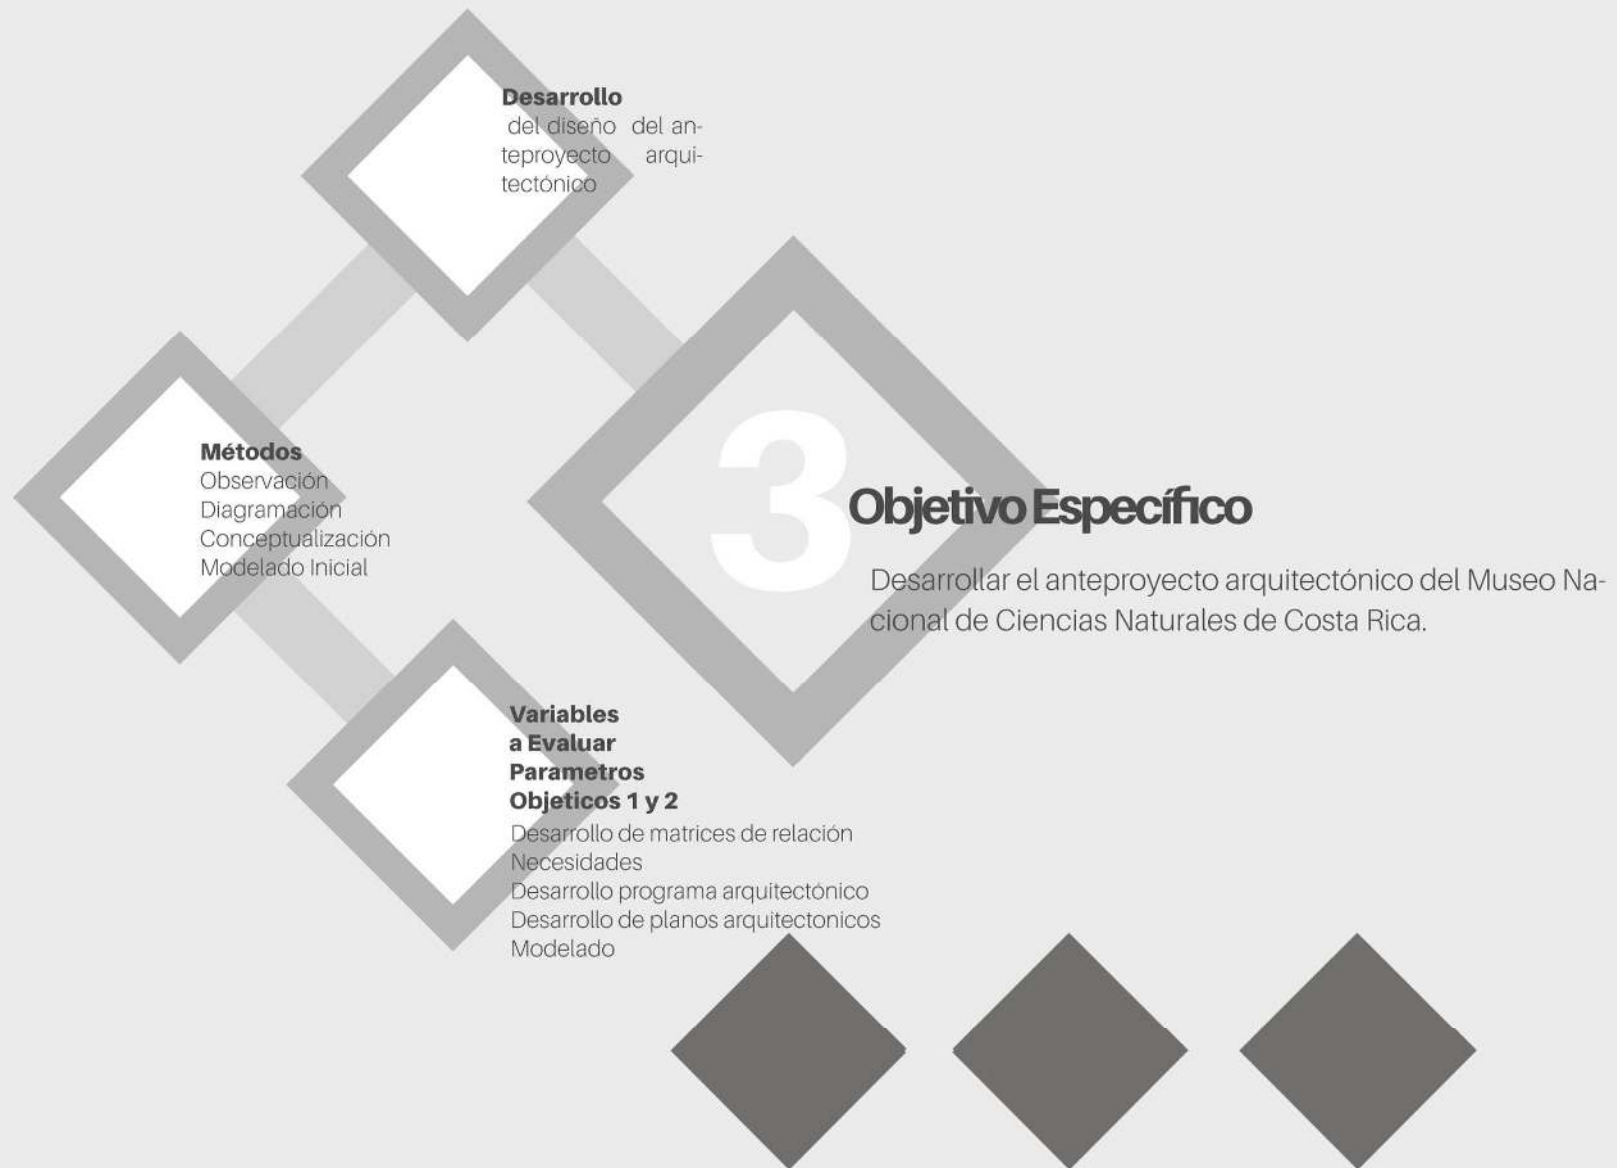 Desarrollo
del diseño del an-
teproyecto arqui-
tectónico
Métodos
Observación
Diagramación
Conceptualización
Modelado Inicial
3
Objetivo Específico
Desarrollar el anteproyecto arquitectónico del Museo Na-
cional de Ciencias Naturales de Costa Rica.
Variables
a Evaluar
Parametros
Objeticos 1 y 2
Desarrollo de matrices de relación
Necesidades
Desarrollo programa arquitectónico
Desarrollo de planos arquitectonicos
Modelado